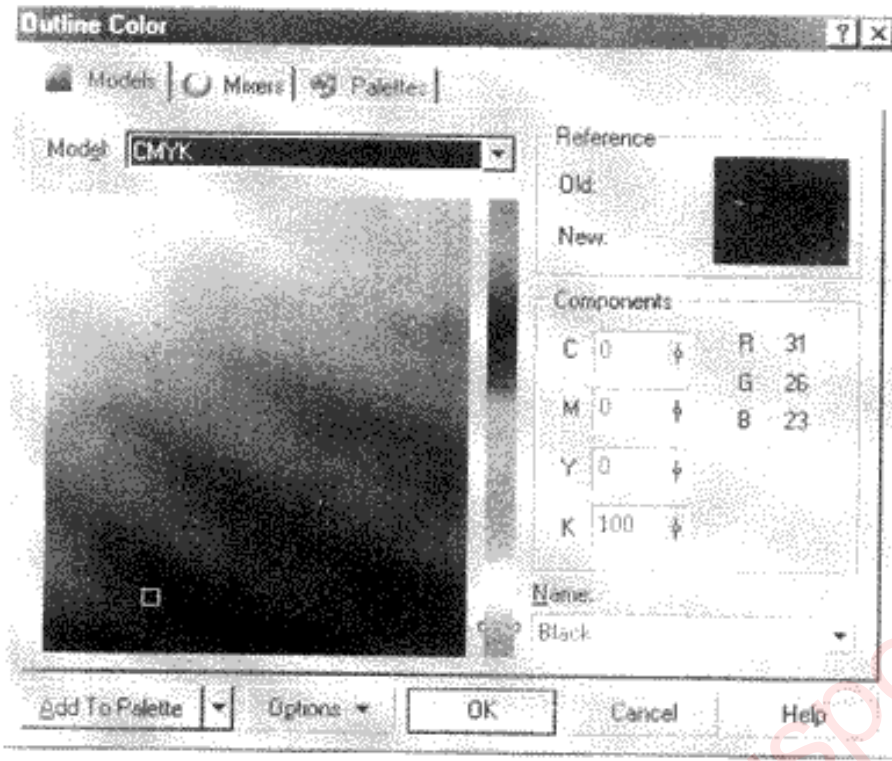 Outline Color
Models Mixers Palettes
Model: CMYK
Reference
Old:
New:
Components
C 0 R 31
G 26
M 0 B 23
Y 0
K 100
Name:
Black
Add To Palette Options OK Cancel Help